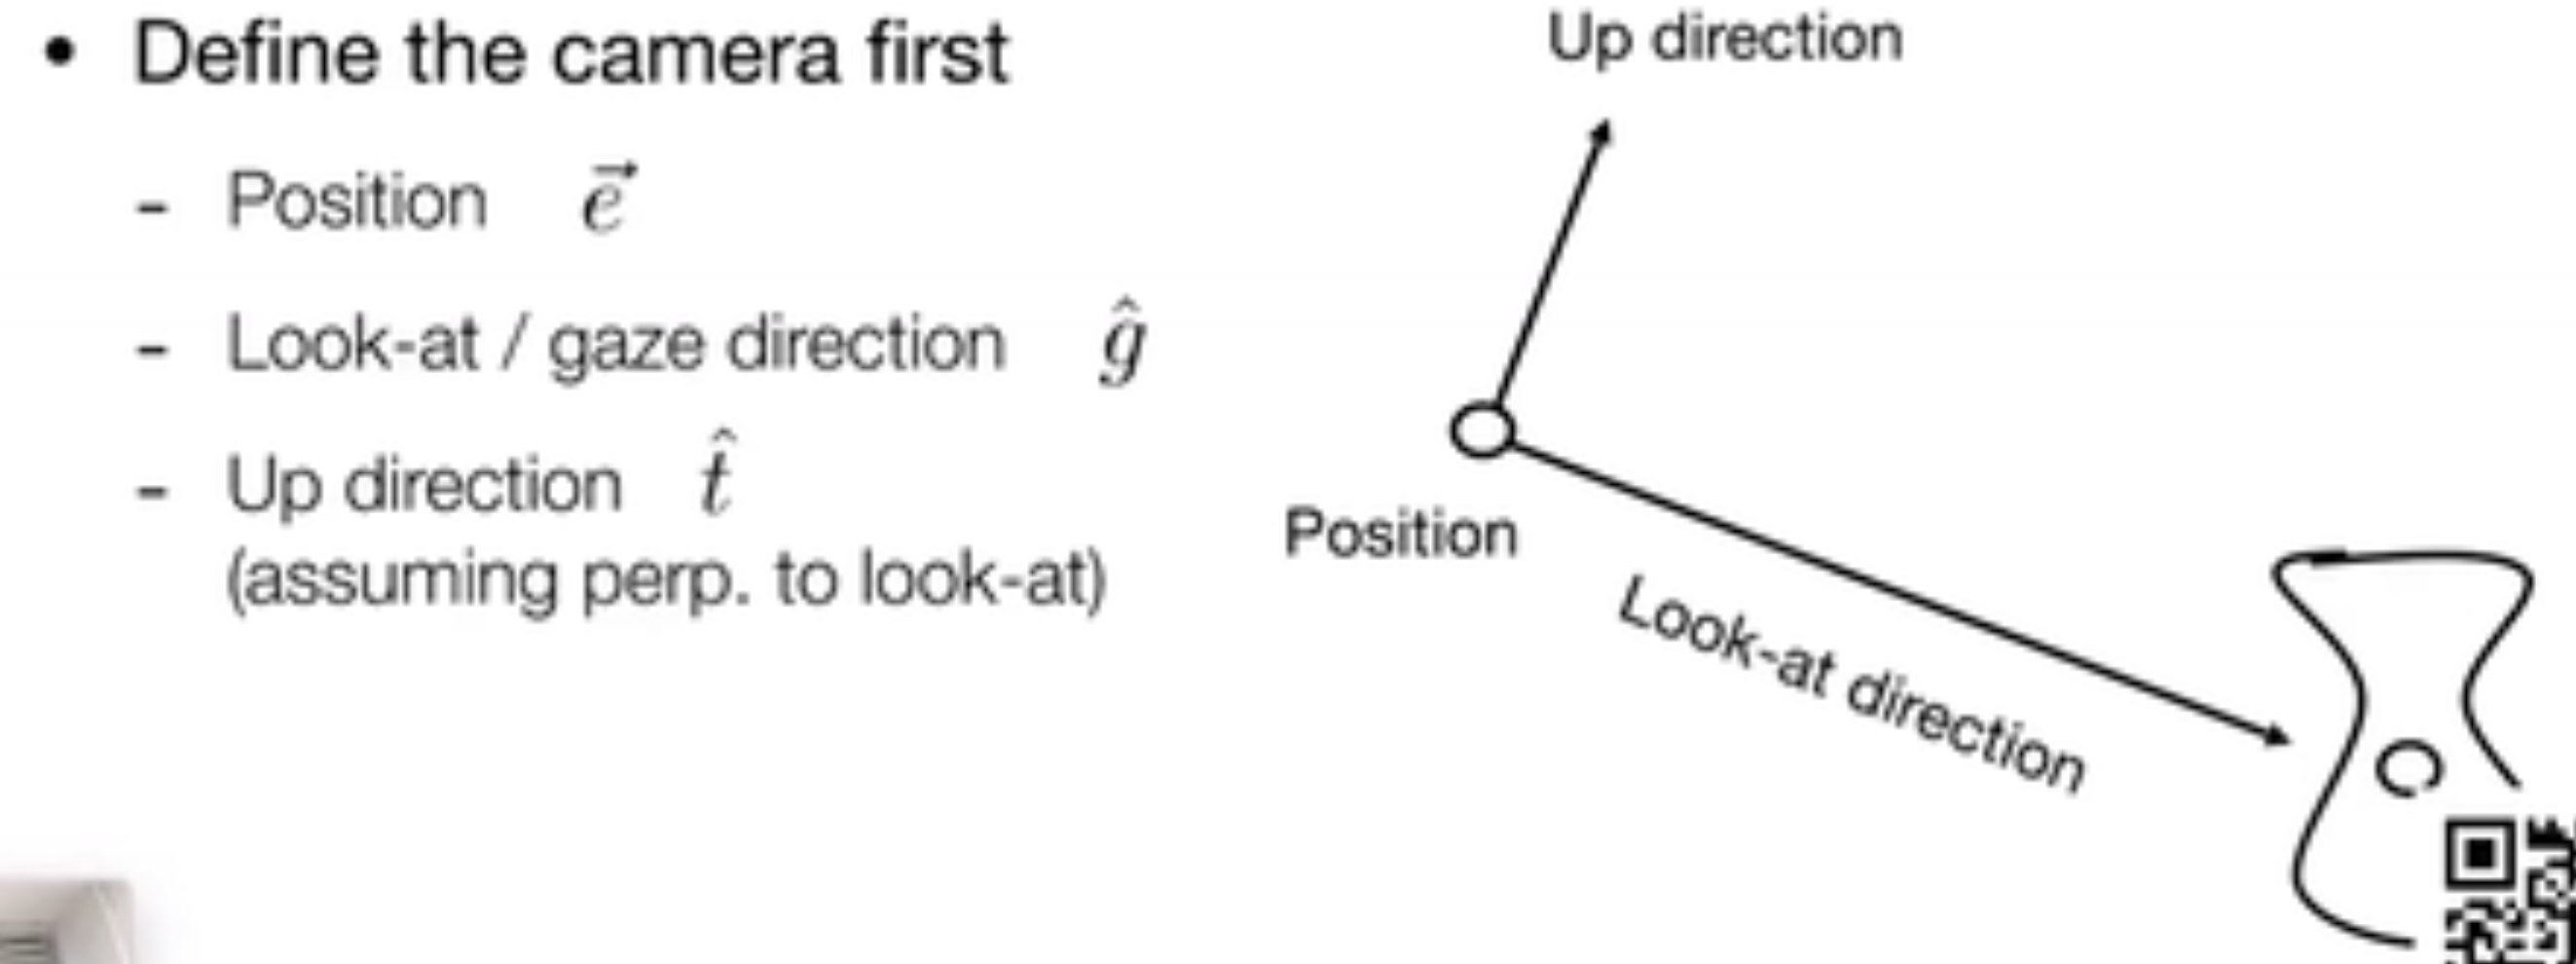 • Define the camera first
- Position $\vec{e}$
- Look-at / gaze direction $\hat{g}$
- Up direction $\hat{t}$
(assuming perp. to look-at)
Up direction
Position
Look-at direction